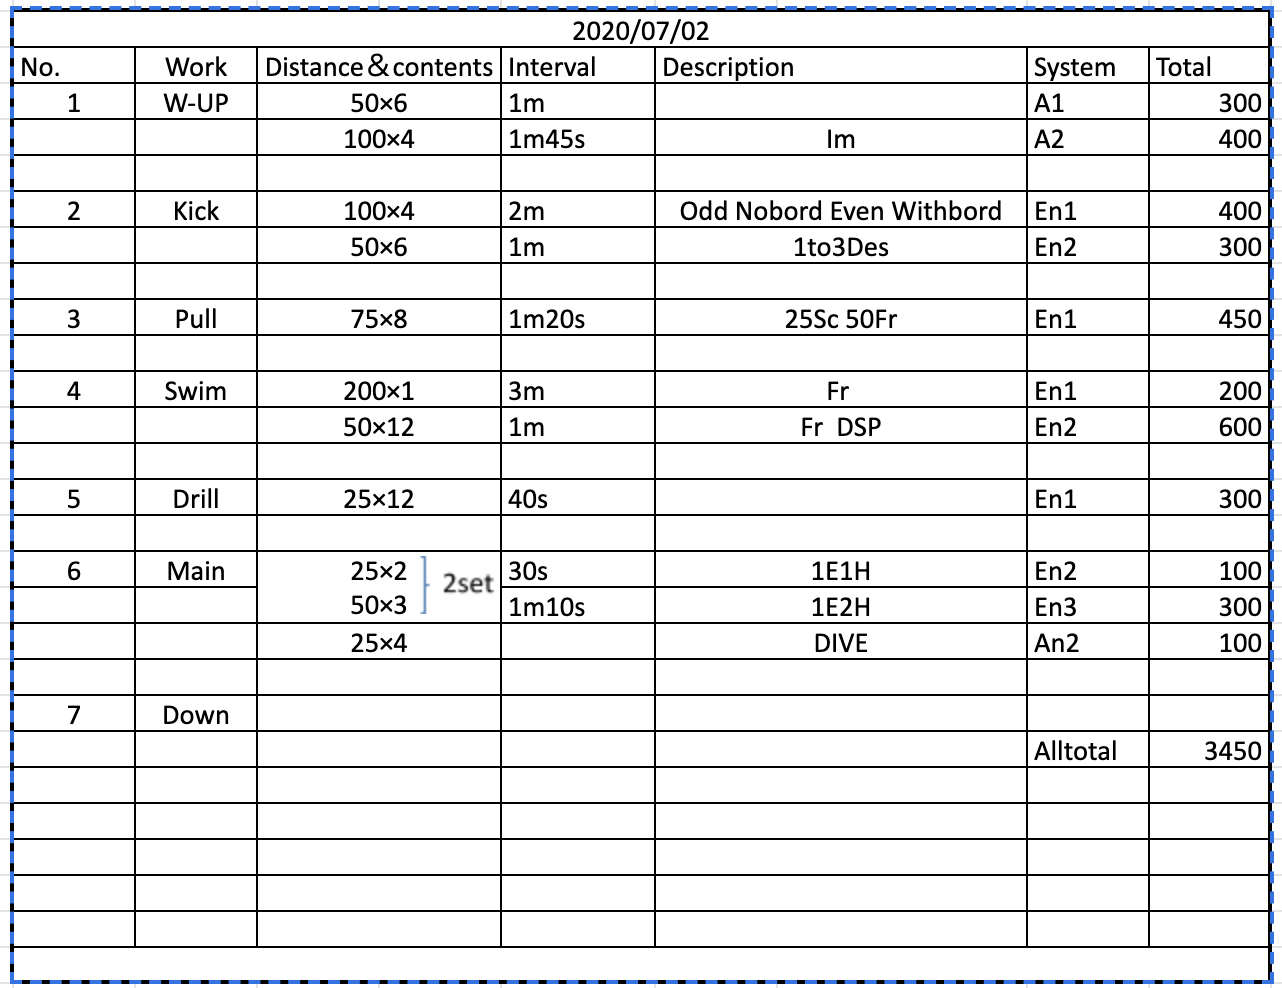 2020/07/02
No. Work Distance＆contents Interval Description System Total
1 W-UP 50×6 1m A1 300
100×4 1m45s Im A2 400
2 Kick 100×4 2m Odd Nobord Even Withbord En1 400
50×6 1m 1to3Des En2 300
3 Pull 75×8 1m20s 25Sc 50Fr En1 450
4 Swim 200×1 3m Fr En1 200
50×12 1m Fr DSP En2 600
5 Drill 25×12 40s En1 300
6 Main 25×2 2set 30s 1E1H En2 100
50×3 1m10s 1E2H En3 300
25×4 DIVE An2 100
7 Down
Alltotal 3450